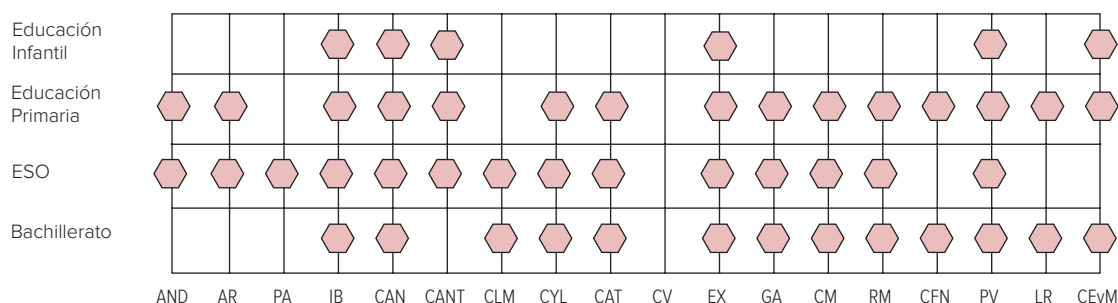 Educación
Infantil
Educación
Primaria
ESO
Bachillerato
AND AR PA IB CAN CANT CLM CYL CAT CV EX GA CM RM CFN PV LR CEyM